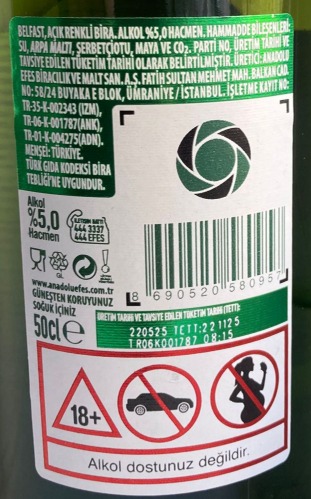 BELFAST, AÇIK RENKLİ BİRA. ALKOL %5,0 HACMEN. HAMMADDE BİLEŞENLERİ:
SU, ARPA MALTI, ŞERBETÇİOTU, MAYA VE CO₂. PARTİ NO, ÜRETİM TARİHİ VE
TAVSİYE EDİLEN TÜKETİM TARİHİ OLARAK BELİRTİLMİŞTİR. ÜRETİCİ: ANADOLU
EFES BİRACILIK VE MALT SAN. A.Ş. FATİH SULTAN MEHMET MAH. BALKAN CAD.
NO: 58/24 BUYAKA E BLOK, ÜMRANİYE / İSTANBUL. İŞLETME KAYIT NO:
TR-35-K-002343 (İZM),
TR-06-K-001787(ANK),
TR-01-K-004275(ADN).
MENŞEİ: TÜRKİYE.
TÜRK GIDA KODEKSİ BİRA
TEBLİĞİ'NE UYGUNDUR.
Alkol
%5,0
Hacmen
İLETİŞİM HATTI
444 3337
444 EFES
GL
www.anadoluefes.com
GÜNEŞTEN KORUYUNUZ
SOĞUK İÇİNİZ
50cl e
8 690520 580957
ÜRETİM TARİHİ VE TAVSİYE EDİLEN TÜKETİM TARİHİ (TETT):
220525 TETT:221125
TR06K001787 08:15
18+
Alkol dostunuz değildir.